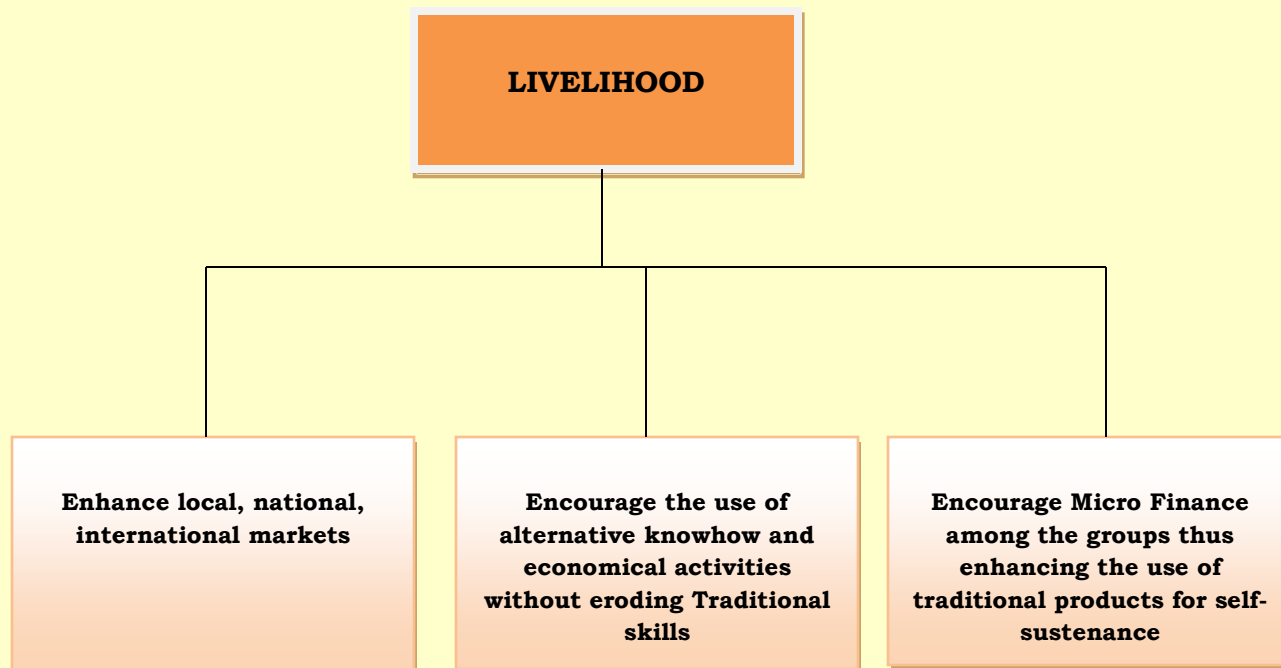 LIVELIHOOD
Enhance local, national,
international markets
Encourage the use of
alternative knowhow and
economical activities
without eroding Traditional
skills
Encourage Micro Finance
among the groups thus
enhancing the use of
traditional products for self-
sustenance